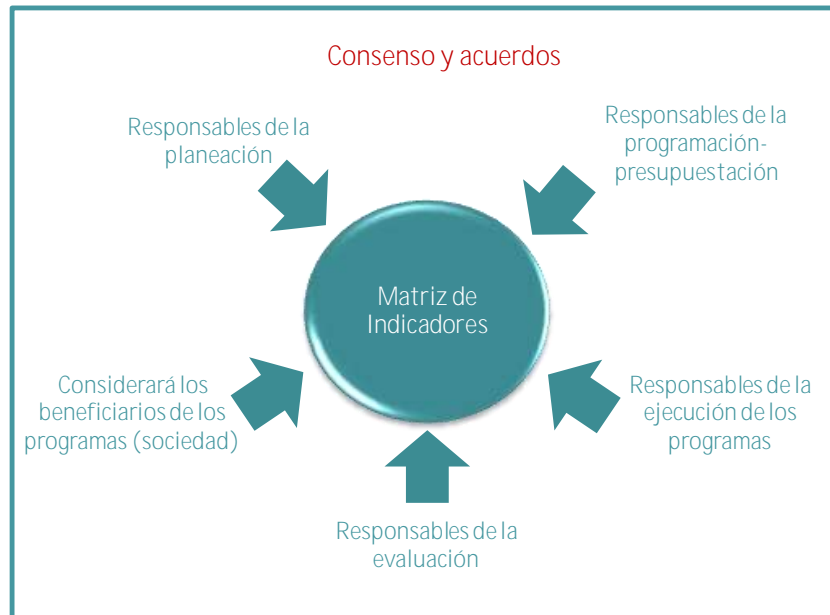 Consenso y acuerdos
Responsables de la
planeación
Responsables de la
programación-
presupuestación
Matriz de
Indicadores
Considerará los
beneficiarios de los
programas (sociedad)
Responsables de la
ejecución de los
programas
Responsables de la
evaluación